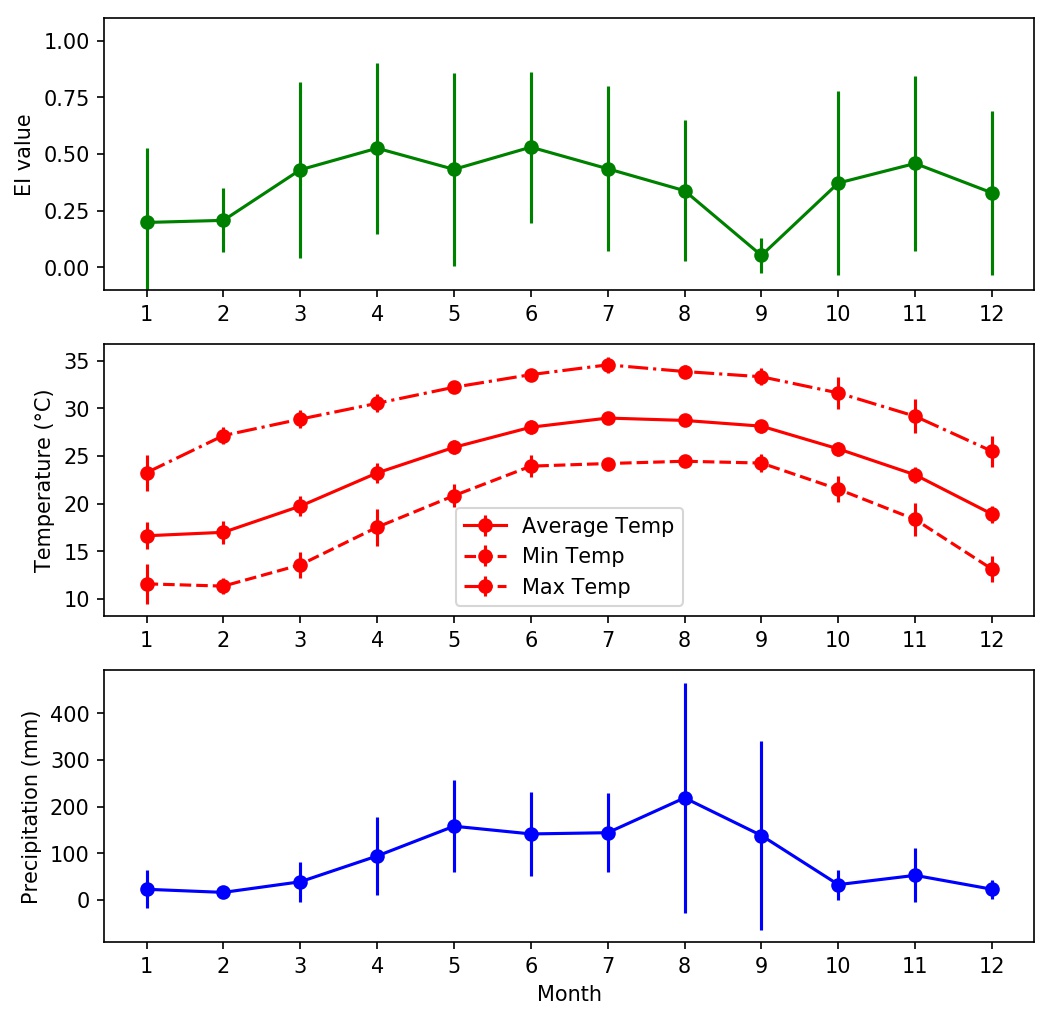 1.00
0.75
0.50
0.25
0.00
EI value
1 2 3 4 5 6 7 8 9 10 11 12
35
30
25
20
15
10
Temperature (°C)
Average Temp
Min Temp
Max Temp
1 2 3 4 5 6 7 8 9 10 11 12
400
300
200
100
0
Precipitation (mm)
1 2 3 4 5 6 7 8 9 10 11 12
Month